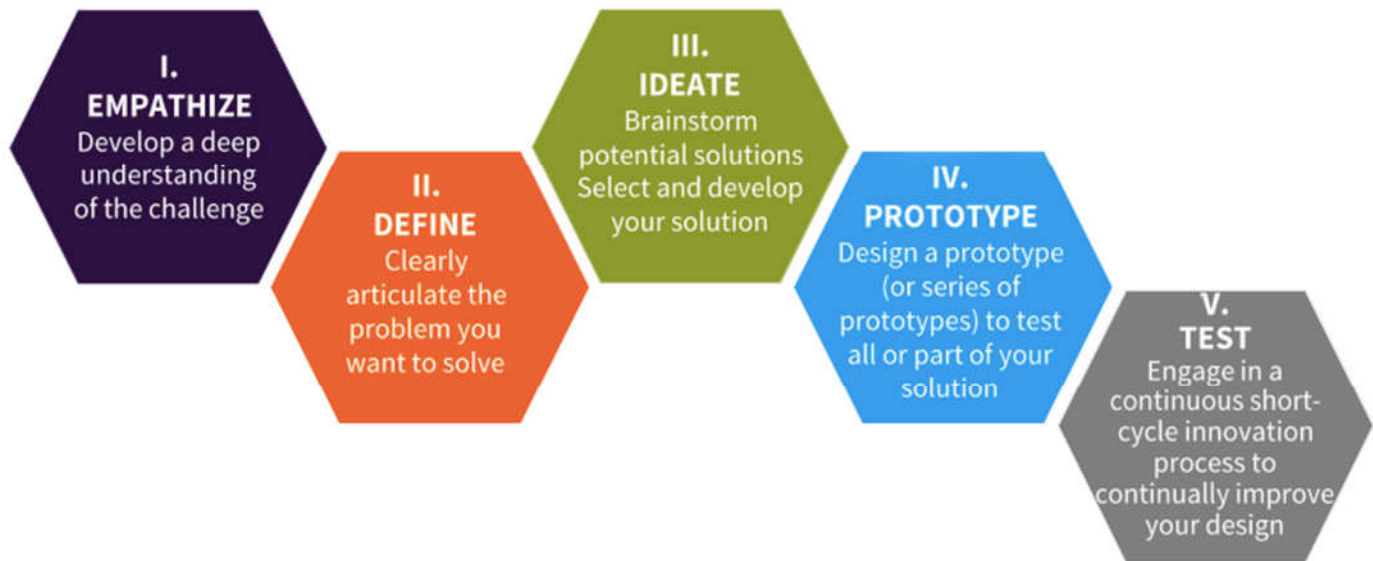 I.
EMPATHIZE
Develop a deep
understanding
of the challenge
II.
DEFINE
Clearly
articulate the
problem you
want to solve
III.
IDEATE
Brainstorm
potential solutions
Select and develop
your solution
IV.
PROTOTYPE
Design a prototype
(or series of
prototypes) to test
all or part of your
solution
V.
TEST
Engage in a
continuous short-
cycle innovation
process to
continually improve
your design